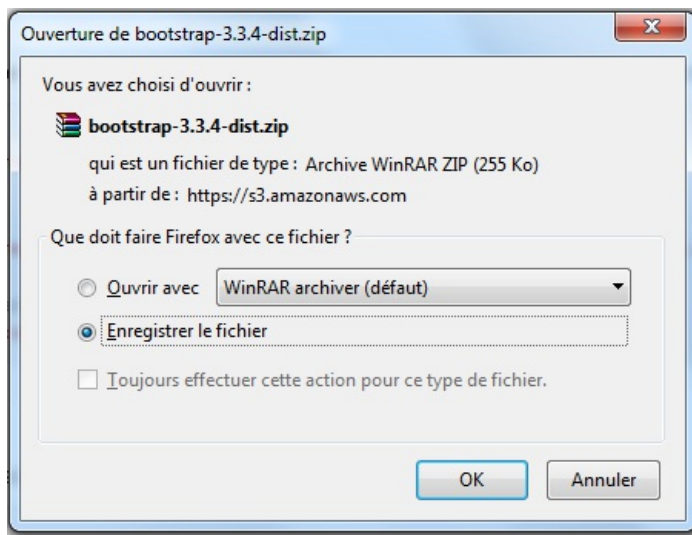 Ouverture de bootstrap-3.3.4-dist.zip
Vous avez choisi d'ouvrir :
bootstrap-3.3.4-dist.zip
qui est un fichier de type : Archive WinRAR ZIP (255 Ko)
à partir de : https://s3.amazonaws.com
Que doit faire Firefox avec ce fichier ?
Ouvrir avec WinRAR archiver (défaut)
Enregistrer le fichier
Toujours effectuer cette action pour ce type de fichier.
OK Annuler